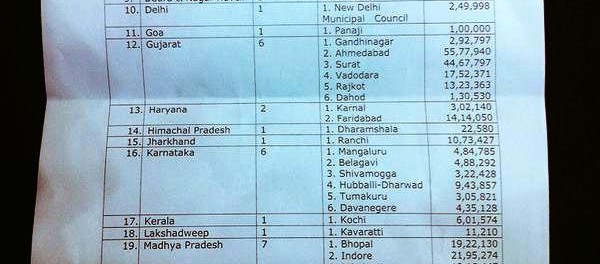 10. Delhi 1 1. New Delhi 2,49,998
Municipal Council
11. Goa 1 1. Panaji 1,00,000
12. Gujarat 6 1. Gandhinagar 2,92,797
2. Ahmedabad 55,77,940
3. Surat 44,67,797
4. Vadodara 17,52,371
5. Rajkot 13,23,363
6. Dahod 1,30,530
13. Haryana 2 1. Karnal 3,02,140
2. Faridabad 14,14,050
14. Himachal Pradesh 1 1. Dharamshala 22,580
15. Jharkhand 1 1. Ranchi 10,73,427
16. Karnataka 6 1. Mangaluru 4,84,785
2. Belagavi 4,88,292
3. Shivamogga 3,22,428
4. Hubballi-Dharwad 9,43,857
5. Tumakuru 3,05,821
6. Davanegere 4,35,128
17. Kerala 1 1. Kochi 6,01,574
18. Lakshadweep 1 1. Kavaratti 11,210
19. Madhya Pradesh 7 1. Bhopal 19,22,130
2. Indore 21,95,274